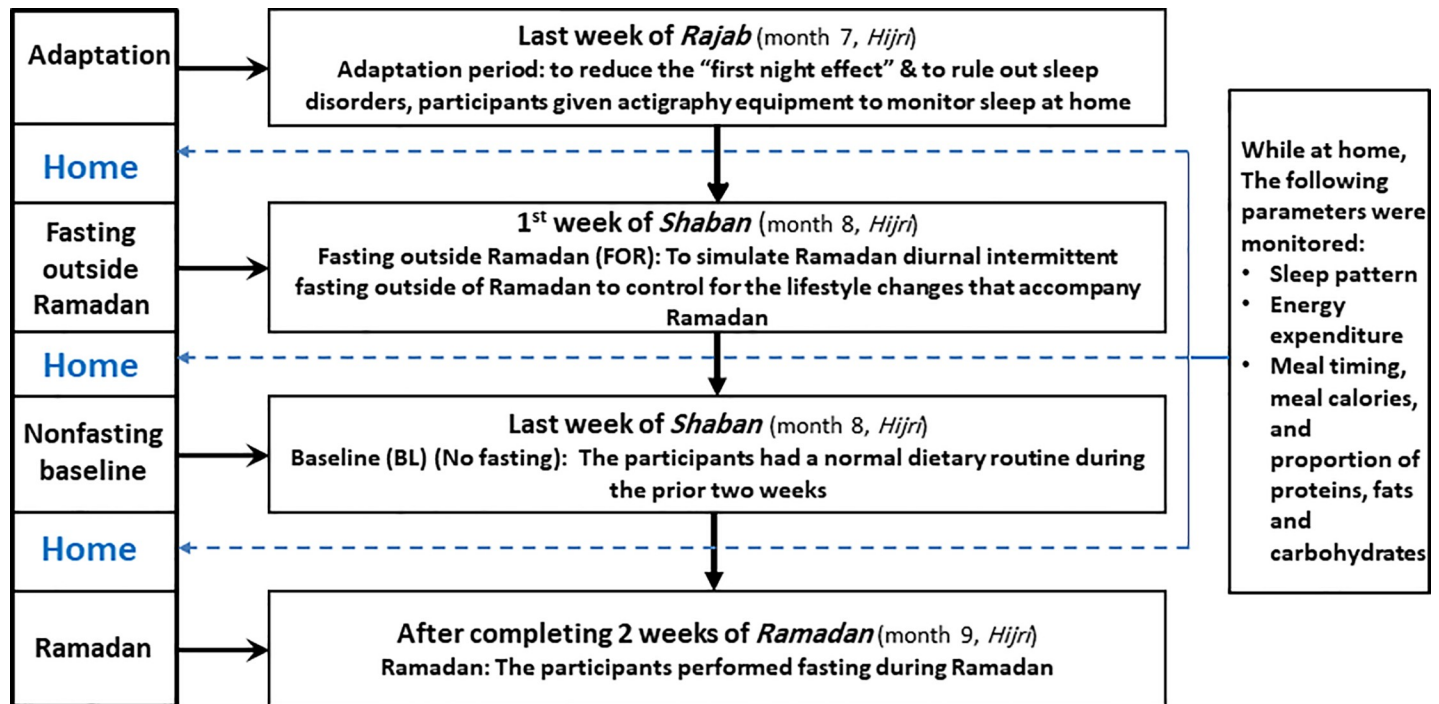 Adaptation
Last week of Rajab (month 7, Hijri)
Adaptation period: to reduce the “first night effect” & to rule out sleep
disorders, participants given actigraphy equipment to monitor sleep at home
Home
Fasting
outside
Ramadan
1st week of Shaban (month 8, Hijri)
Fasting outside Ramadan (FOR): To simulate Ramadan diurnal intermittent
fasting outside of Ramadan to control for the lifestyle changes that accompany
Ramadan
Home
Nonfasting
baseline
Last week of Shaban (month 8, Hijri)
Baseline (BL) (No fasting): The participants had a normal dietary routine during
the prior two weeks
Home
Ramadan
After completing 2 weeks of Ramadan (month 9, Hijri)
Ramadan: The participants performed fasting during Ramadan
While at home,
The following
parameters were
monitored:
• Sleep pattern
• Energy
expenditure
• Meal timing,
meal calories,
and
proportion of
proteins, fats
and
carbohydrates